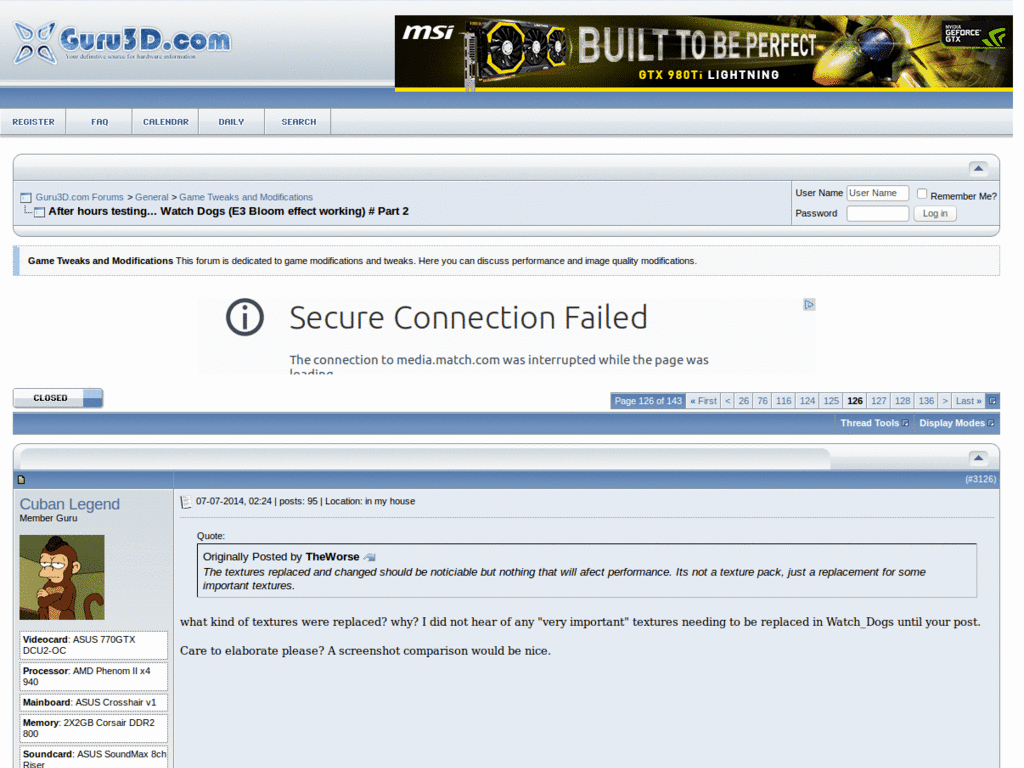 Guru3D.com
Your definitive source for hardware information
msi
BUILT TO BE PERFECT
GTX 980Ti LIGHTNING
NVIDIA
GEFORCE
GTX
REGISTER FAQ CALENDAR DAILY SEARCH
Guru3D.com Forums > General > Game Tweaks and Modifications
After hours testing... Watch Dogs (E3 Bloom effect working) # Part 2
User Name User Name Remember Me?
Password Log in
Game Tweaks and Modifications This forum is dedicated to game modifications and tweaks. Here you can discuss performance and image quality modifications.
Secure Connection Failed
The connection to media.match.com was interrupted while the page was
loading.
CLOSED
Page 126 of 143 « First < 26 76 116 124 125 126 127 128 136 > Last »
Thread Tools Display Modes
(#3126)
Cuban Legend
Member Guru
07-07-2014, 02:24 | posts: 95 | Location: in my house
Quote:
Originally Posted by TheWorse
The textures replaced and changed should be noticiable but nothing that will afect performance. Its not a texture pack, just a replacement for some
important textures.
what kind of textures were replaced? why? I did not hear of any "very important" textures needing to be replaced in Watch_Dogs until your post.
Care to elaborate please? A screenshot comparison would be nice.
Videocard: ASUS 770GTX
DCU2-OC
Processor: AMD Phenom II x4
940
Mainboard: ASUS Crosshair v1
Memory: 2X2GB Corsair DDR2
800
Soundcard: ASUS SoundMax 8ch
Riser